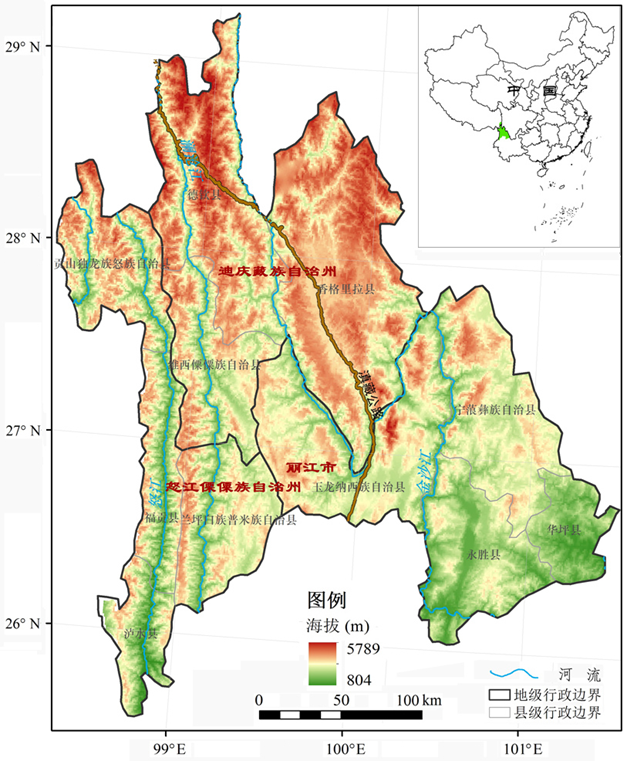 29° N
28° N
27° N
26° N
99°E
100°E
101°E
中 国
德钦县
贡山独龙族怒族自治县
迪庆藏族自治州
香格里拉县
维西傈僳族自治县
滇藏公路
宁蒗彝族自治县
丽江市
玉龙纳西族自治县
怒江傈僳族自治州
怒江
金沙江
澜沧江
福贡县
兰坪白族普米族自治县
永胜县
华坪县
泸水县
图例
海拔 (m)
5789
804
0 50 100 km
河 流
地级行政边界
县级行政边界